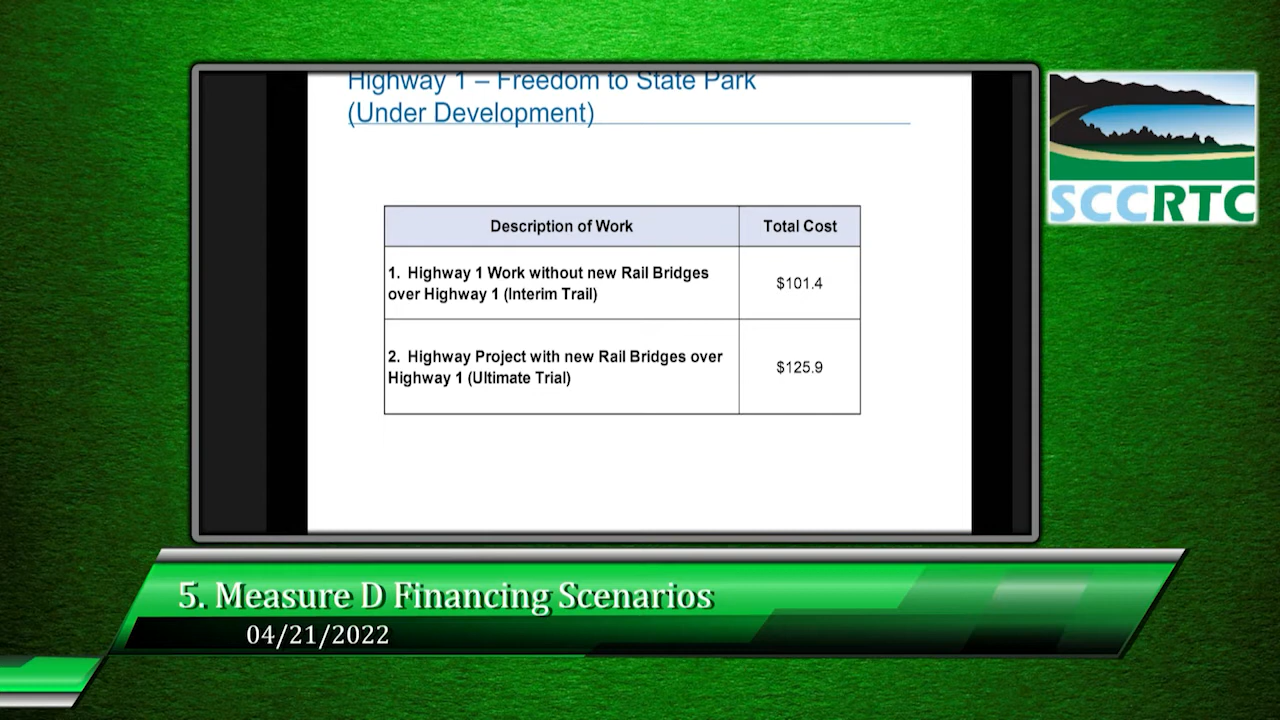 Highway 1 – Freedom to State Park
(Under Development)
Description of Work
Total Cost
1. Highway 1 Work without new Rail Bridges
over Highway 1 (Interim Trail)
$101.4
2. Highway Project with new Rail Bridges over
Highway 1 (Ultimate Trial)
$125.9
SCCRTC
5. Measure D Financing Scenarios
04/21/2022